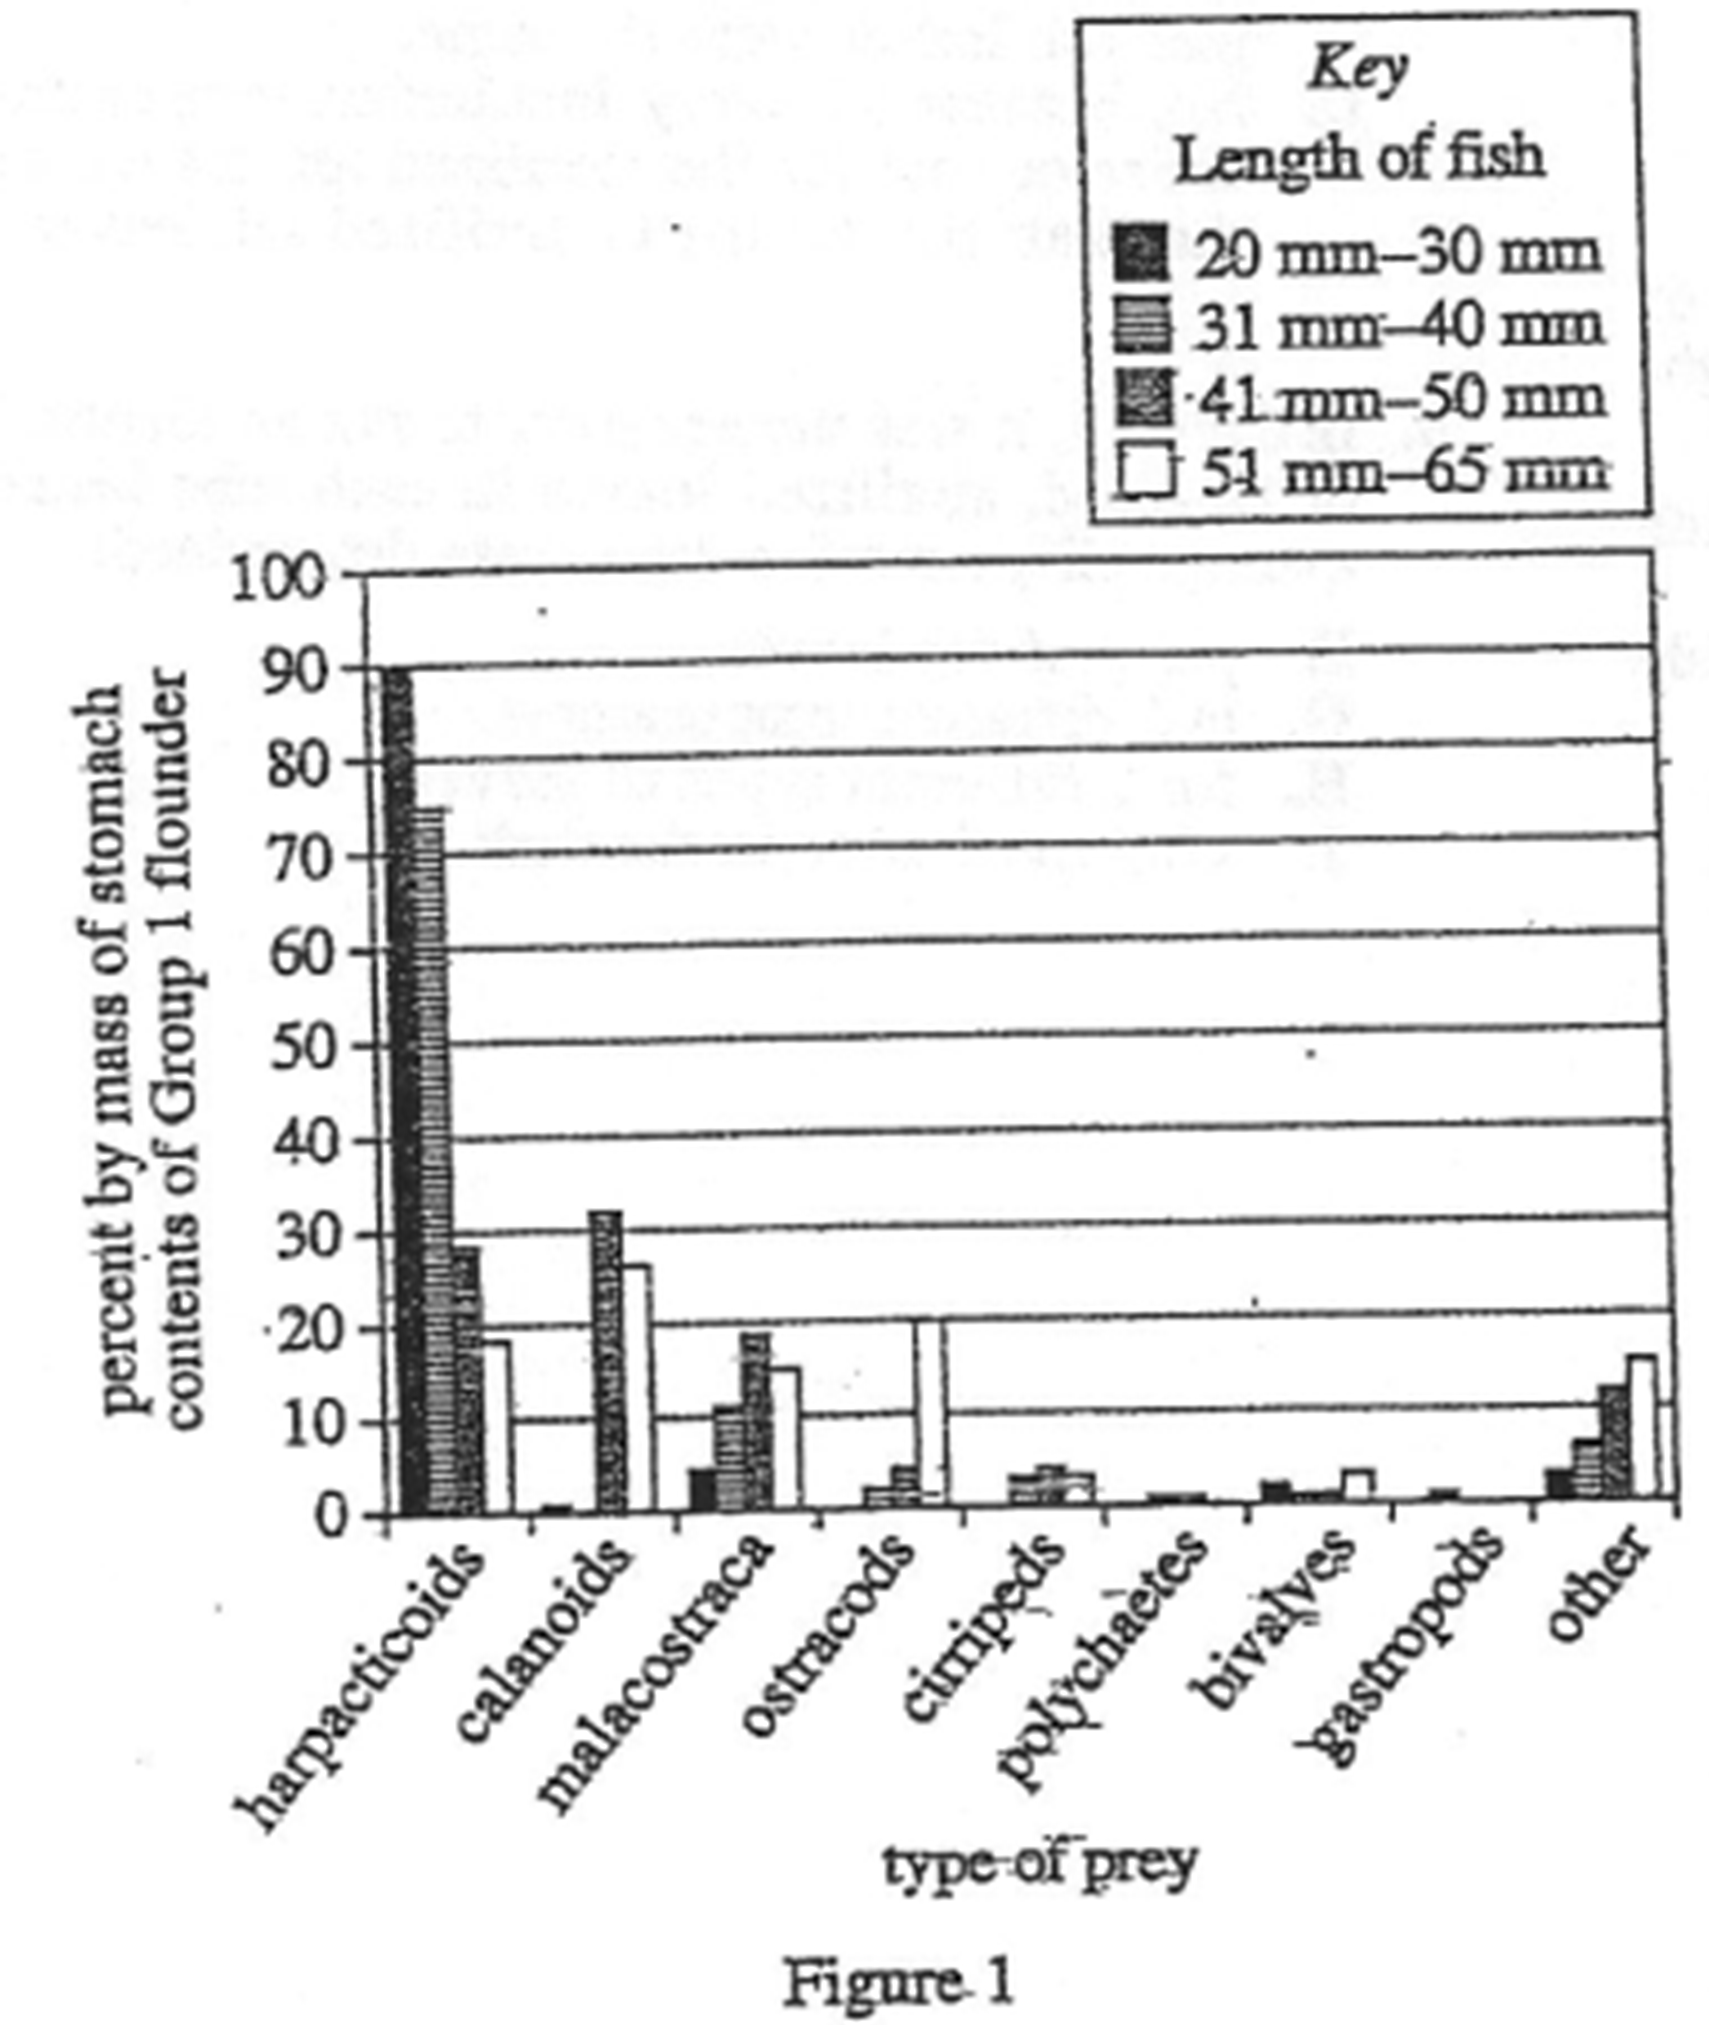 Key
Length of fish
20 mm–30 mm
31 mm–40 mm
41 mm–50 mm
51 mm–65 mm
percent by mass of stomach
contents of Group 1 flounder
100
90
80
70
60
50
40
30
20
10
0
harpacticoids
calanoids
malacostraca
ostracods
cirripeds
polychaetes
bivalves
gastropods
other
type of prey
Figure 1